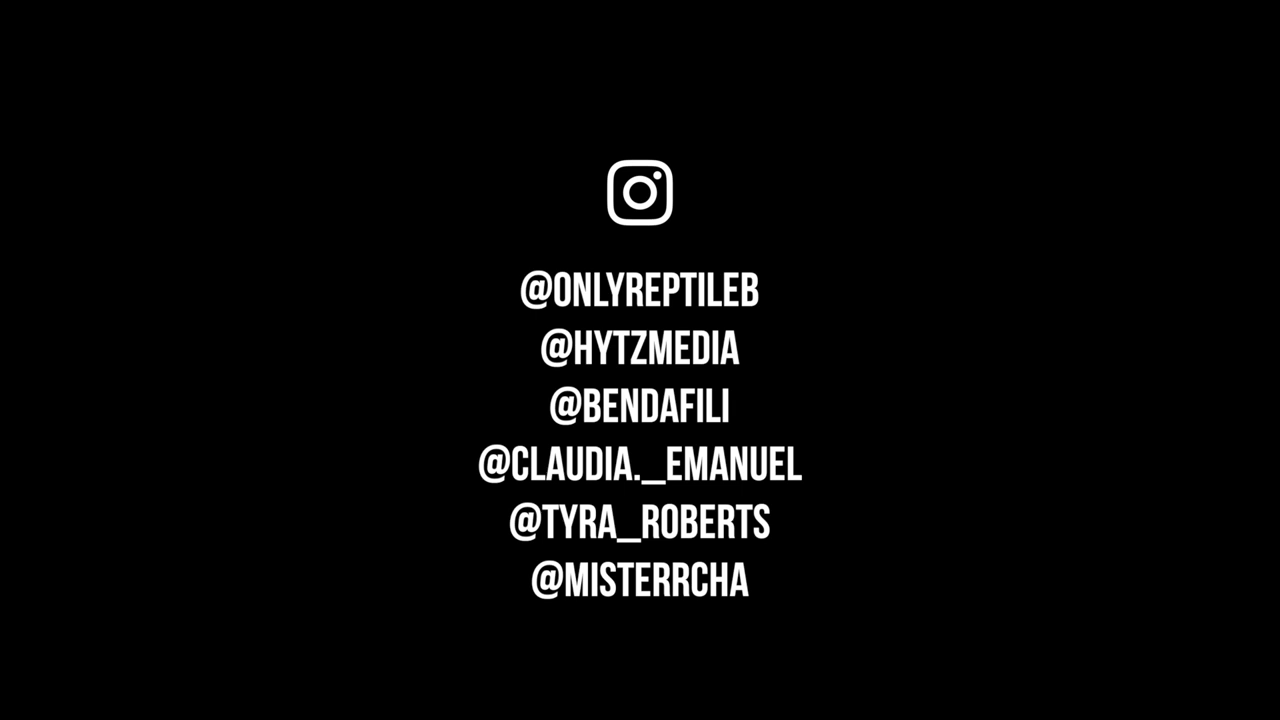 @ONLYREPTILEB
@HYTZMEDIA
@BENDAFILI
@CLAUDIA._EMANUEL
@TYRA_ROBERTS
@MISTERRCHA